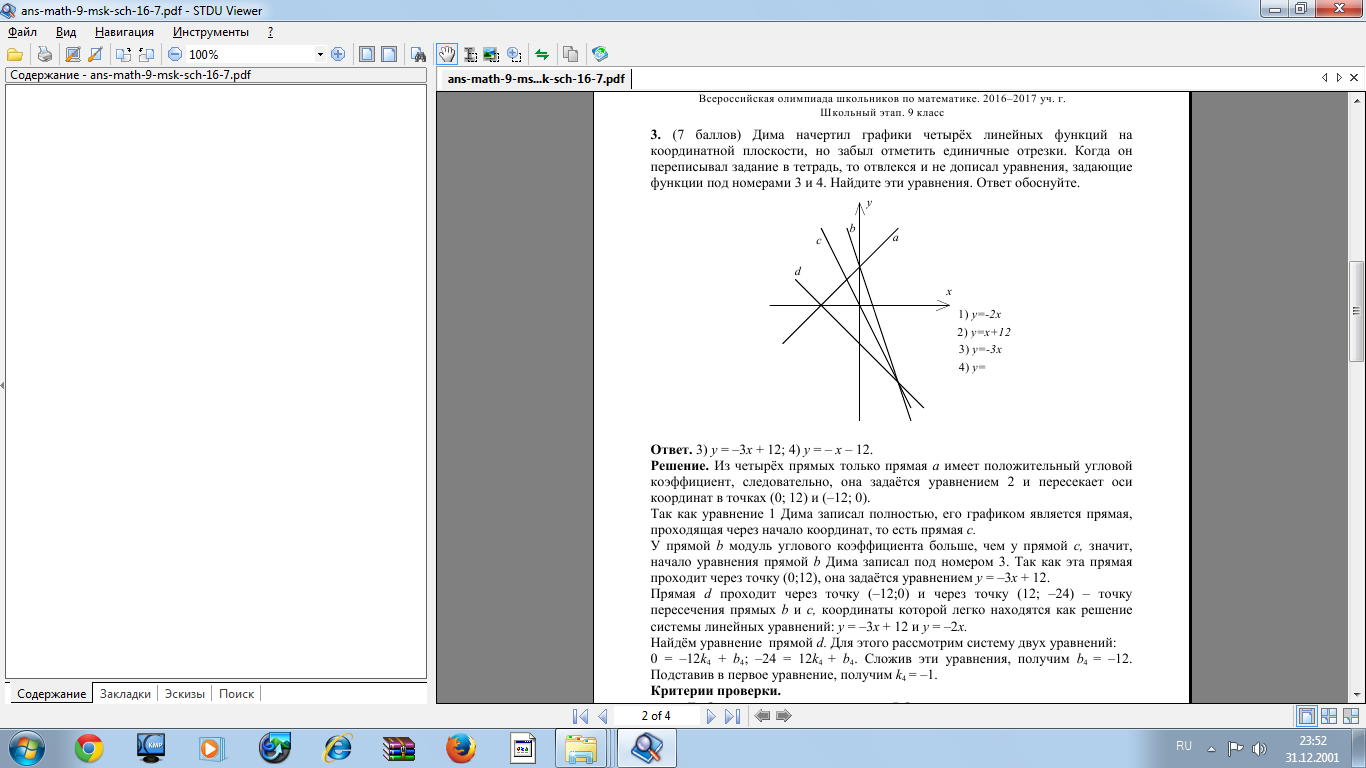 ans-math-9-msk-sch-16-7.pdf - STDU Viewer
Файл Вид Навигация Инструменты ?
100%
Содержание - ans-math-9-msk-sch-16-7.pdf
ans-math-9-ms...k-sch-16-7.pdf
Всероссийская олимпиада школьников по математике. 2016–2017 уч. г.
Школьный этап. 9 класс
3. (7 баллов) Дима начертил графики четырёх линейных функций на
координатной плоскости, но забыл отметить единичные отрезки. Когда он
переписывал задание в тетрадь, то отвлекся и не дописал уравнения, задающие
функции под номерами 3 и 4. Найдите эти уравнения. Ответ обоснуйте.
y
b
c
a
d
x
1) y=-2x
2) y=x+12
3) y=-3x
4) y=
Ответ. 3) y = –3x + 12; 4) y = – x – 12.
Решение. Из четырёх прямых только прямая a имеет положительный угловой
коэффициент, следовательно, она задаётся уравнением 2 и пересекает оси
координат в точках (0; 12) и (–12; 0).
Так как уравнение 1 Дима записал полностью, его графиком является прямая,
проходящая через начало координат, то есть прямая c.
У прямой b модуль углового коэффициента больше, чем у прямой c, значит,
начало уравнения прямой b Дима записал под номером 3. Так как эта прямая
проходит через точку (0;12), она задаётся уравнением y = –3x + 12.
Прямая d проходит через точку (–12;0) и через точку (12; –24) – точку
пересечения прямых b и c, координаты которой легко находятся как решение
системы линейных уравнений: y = –3x + 12 и y = –2x.
Найдём уравнение прямой d. Для этого рассмотрим систему двух уравнений:
0 = –12k₄ + b₄; –24 = 12k₄ + b₄. Сложив эти уравнения, получим b₄ = –12.
Подставив в первое уравнение, получим k₄ = –1.
Критерии проверки.
Содержание Закладки Эскизы Поиск
2 of 4
KMP
RU
23:52
31.12.2001